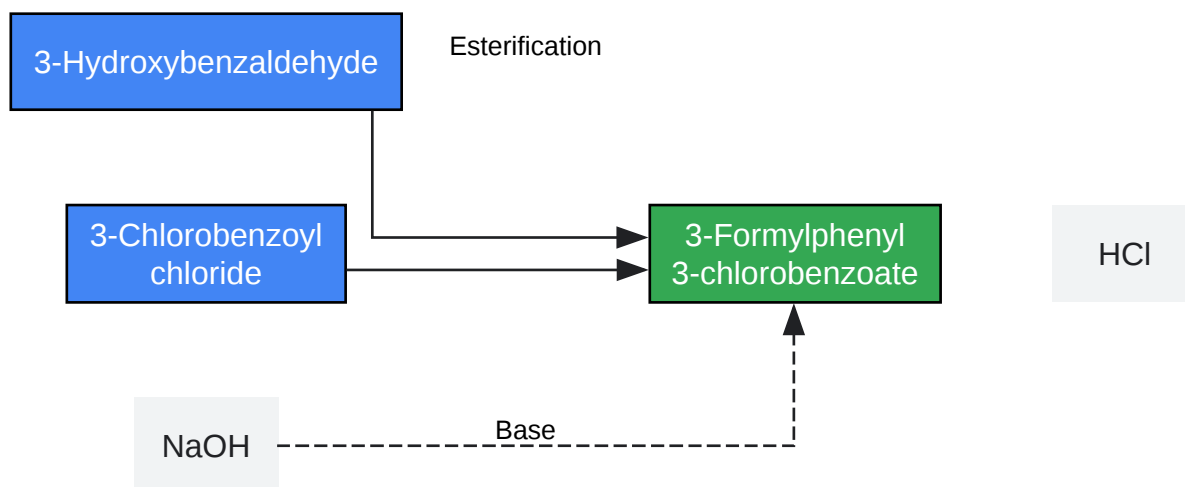 3-Hydroxybenzaldehyde
Esterification
3-Chlorobenzoyl
chloride
3-Formylphenyl
3-chlorobenzoate
HCl
NaOH
Base